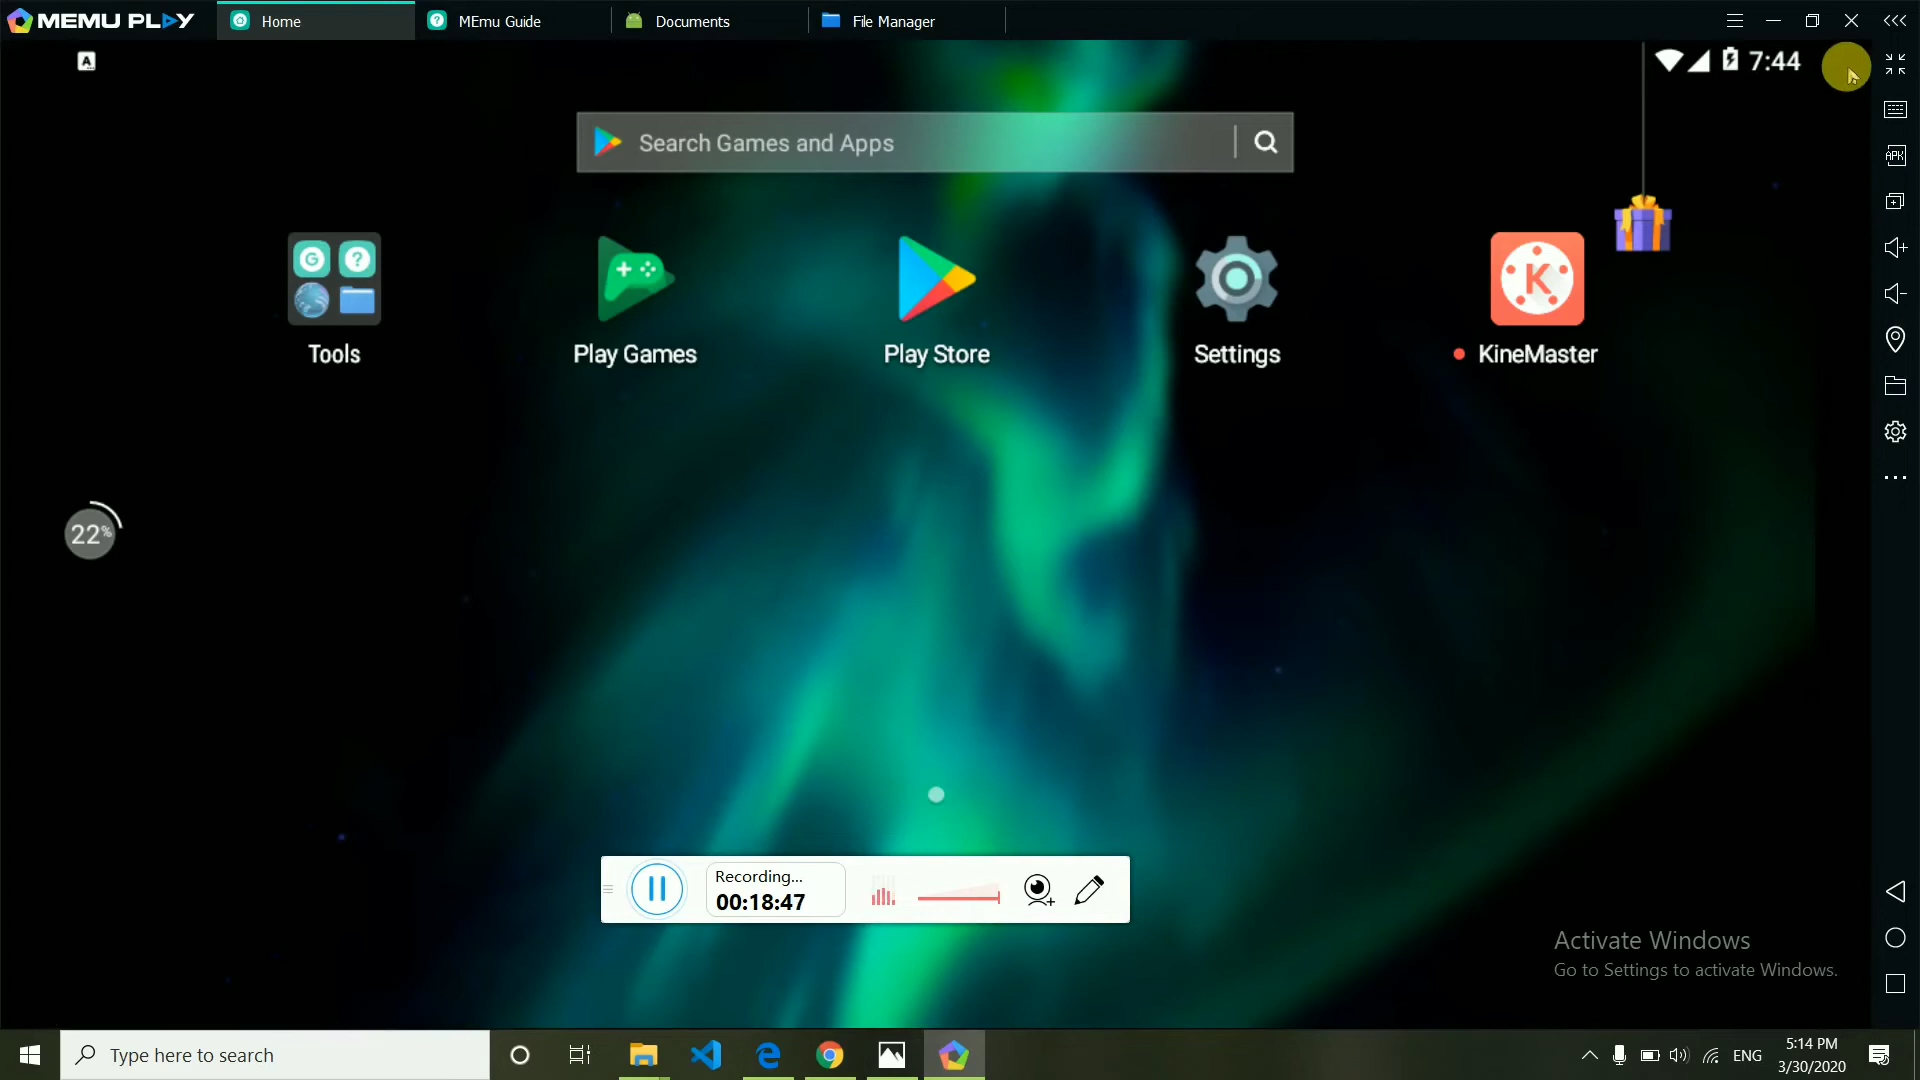 MEMU PLAY
Home
MEmu Guide
Documents
File Manager
A
7:44
Search Games and Apps
APK
G ?
K
Tools
Play Games
Play Store
Settings
KineMaster
22%
Recording...
00:18:47
Activate Windows
Go to Settings to activate Windows.
Type here to search
ENG
5:14 PM
3/30/2020